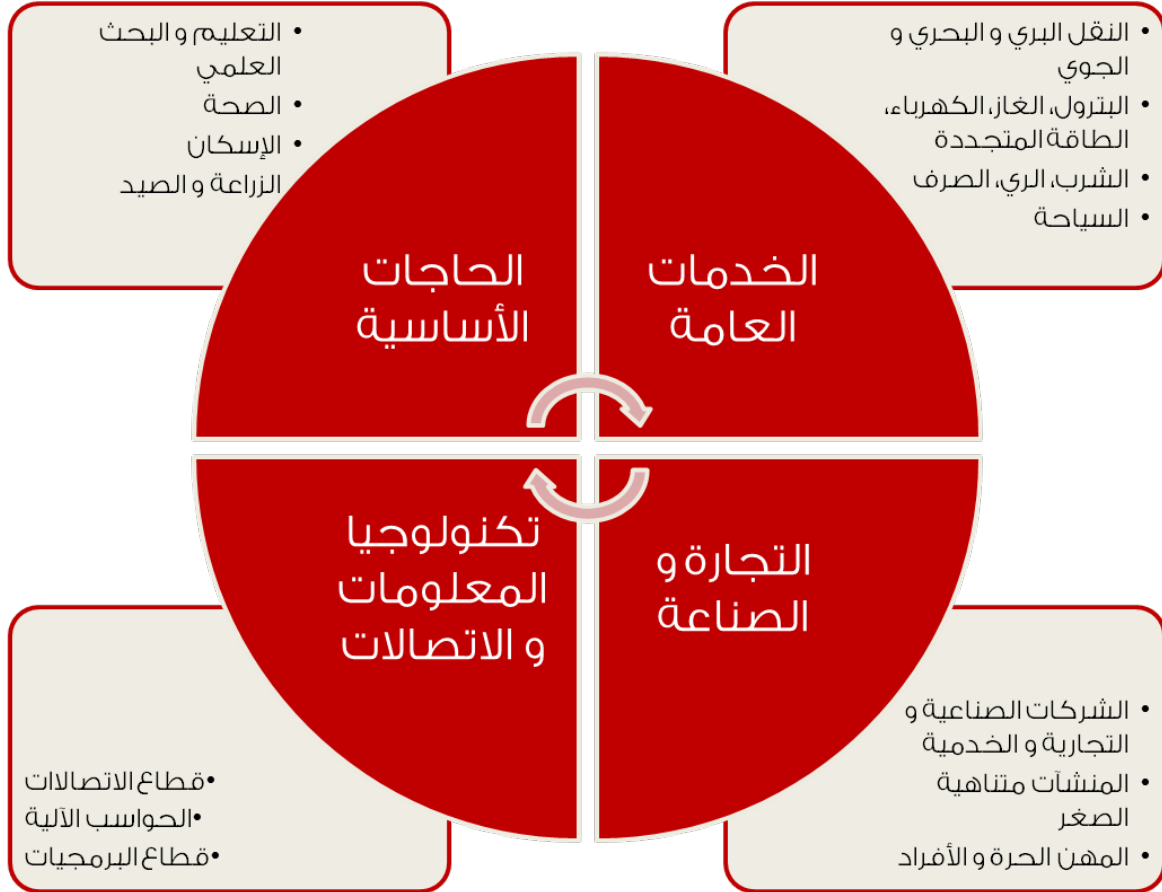 • النقل البري و البحري و
الجوي
• البترول، الغاز، الكهرباء،
الطاقة المتجددة
• الشرب، الري، الصرف
• السياحة
• التعليم و البحث
العلمي
• الصحة
• الإسكان
الزراعة و الصيد
الخدمات
العامة
الحاجات
الأساسية
التجارة و
الصناعة
تكنولوجيا
المعلومات
و الاتصالات
• الشركات الصناعية و
التجارية و الخدمية
• المنشآت متناهية
الصغر
• المهن الحرة و الأفراد
•قطاع الاتصالاات
•الحواسب الآلية
•قطاع البرمجيات